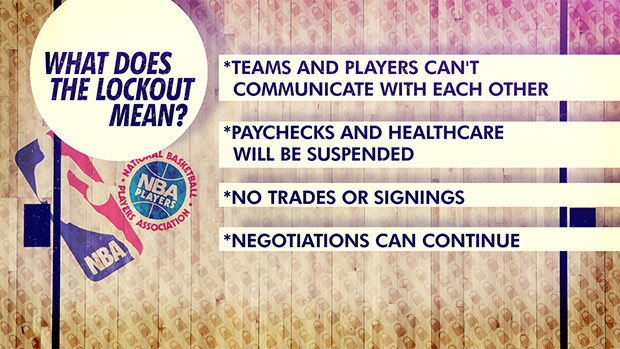 WHAT DOES
THE LOCKOUT
MEAN?
*TEAMS AND PLAYERS CAN'T
COMMUNICATE WITH EACH OTHER
*PAYCHECKS AND HEALTHCARE
WILL BE SUSPENDED
*NO TRADES OR SIGNINGS
*NEGOTIATIONS CAN CONTINUE
NATIONAL BASKETBALL
NBA
PLAYERS
PLAYERS ASSOCIATION
NBA